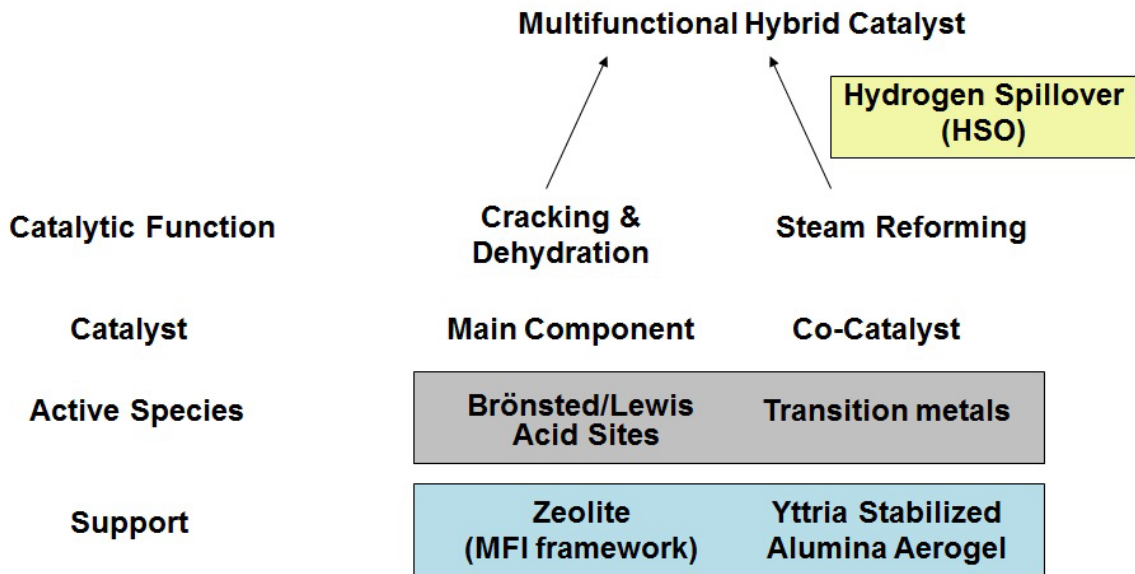 Multifunctional Hybrid Catalyst
Hydrogen Spillover
(HSO)
Catalytic Function
Cracking &
Dehydration
Steam Reforming
Catalyst
Main Component
Co-Catalyst
Active Species
Brönsted/Lewis
Acid Sites
Transition metals
Support
Zeolite
(MFI framework)
Yttria Stabilized
Alumina Aerogel